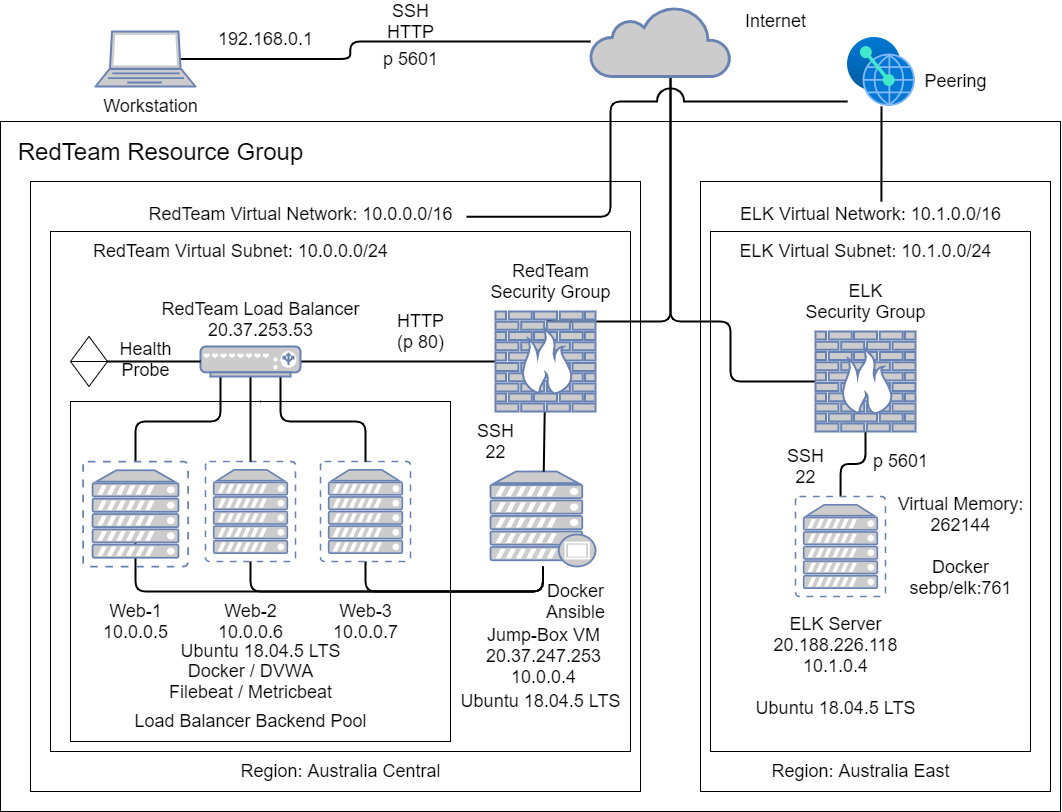 SSH
HTTP
192.168.0.1
p 5601
Internet
Workstation
Peering
RedTeam Resource Group
RedTeam Virtual Network: 10.0.0.0/16
ELK Virtual Network: 10.1.0.0/16
RedTeam Virtual Subnet: 10.0.0.0/24
ELK Virtual Subnet: 10.1.0.0/24
RedTeam
Security Group
ELK
Security Group
RedTeam Load Balancer
20.37.253.53
HTTP
(p 80)
Health
Probe
SSH
22
SSH
22
p 5601
Virtual Memory:
262144
Docker
sebp/elk:761
Docker
Ansible
Web-1
10.0.0.5
Web-2
10.0.0.6
Web-3
10.0.0.7
Ubuntu 18.04.5 LTS
Docker / DVWA
Filebeat / Metricbeat
Load Balancer Backend Pool
Jump-Box VM
20.37.247.253
10.0.0.4
Ubuntu 18.04.5 LTS
ELK Server
20.188.226.118
10.1.0.4
Ubuntu 18.04.5 LTS
Region: Australia Central
Region: Australia East